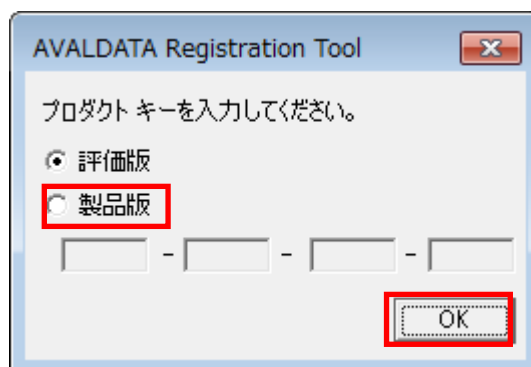 AVALDATA Registration Tool
プロダクト キーを入力してください。
評価版
製品版
- - -
OK